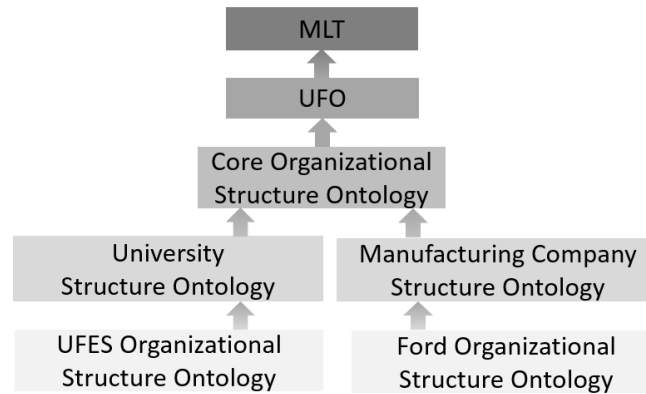 MLT
UFO
Core Organizational
Structure Ontology
University
Structure Ontology
Manufacturing Company
Structure Ontology
UFES Organizational
Structure Ontology
Ford Organizational
Structure Ontology